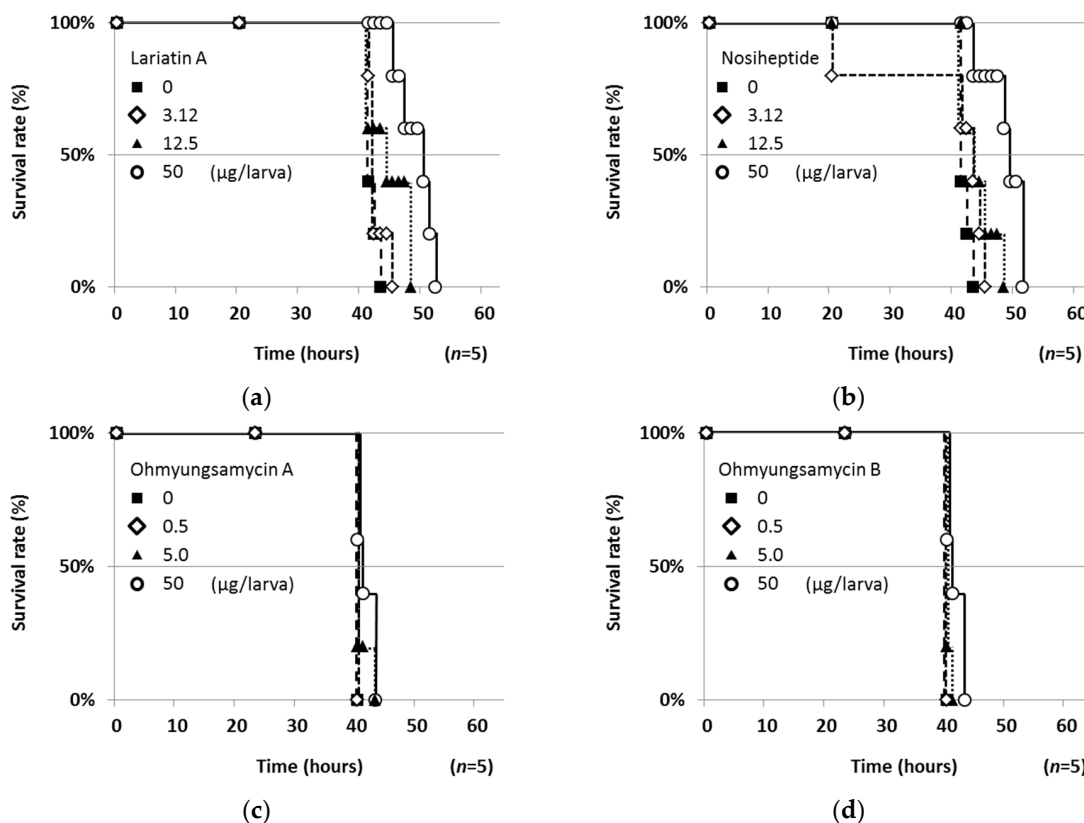 100%
50%
0%
Survival rate (%)
Lariatin A
0
3.12
12.5
50 (μg/larva)
0 10 20 30 40 50 60
Time (hours) (n=5)
(a)
100%
50%
0%
Survival rate (%)
Nosiheptide
0
3.12
12.5
50 (μg/larva)
0 10 20 30 40 50 60
Time (hours) (n=5)
(b)
100%
50%
0%
Survival rate (%)
Ohmyungsamycin A
0
0.5
5.0
50 (μg/larva)
0 10 20 30 40 50 60
Time (hours) (n=5)
(c)
100%
50%
0%
Survival rate (%)
Ohmyungsamycin B
0
0.5
5.0
50 (μg/larva)
0 10 20 30 40 50 60
Time (hours) (n=5)
(d)